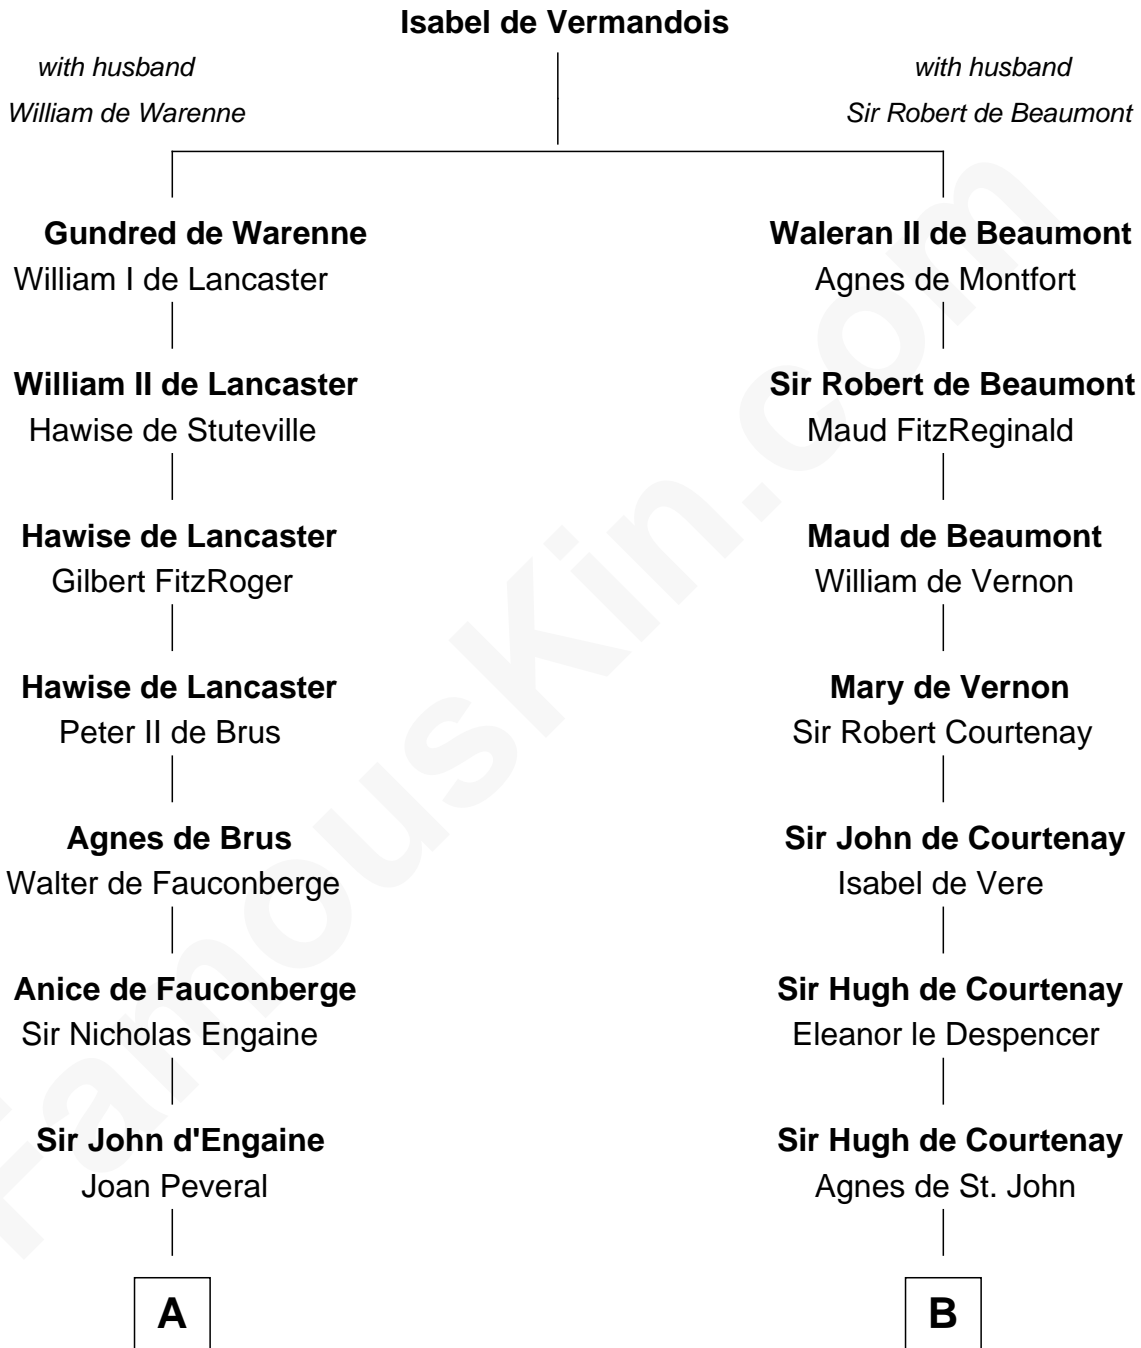 Isabel de Vermandois
with husband
William de Warenne
with husband
Sir Robert de Beaumont
Gundred de Warenne
William I de Lancaster
Waleran II de Beaumont
Agnes de Montfort
William II de Lancaster
Hawise de Stuteville
Sir Robert de Beaumont
Maud FitzReginald
Hawise de Lancaster
Gilbert FitzRoger
Maud de Beaumont
William de Vernon
Hawise de Lancaster
Peter II de Brus
Mary de Vernon
Sir Robert Courtenay
Agnes de Brus
Walter de Fauconberge
Sir John de Courtenay
Isabel de Vere
Anice de Fauconberge
Sir Nicholas Engaine
Sir Hugh de Courtenay
Eleanor le Despencer
Sir John d'Engaine
Joan Peveral
Sir Hugh de Courtenay
Agnes de St. John
A
B
FamousKin.com